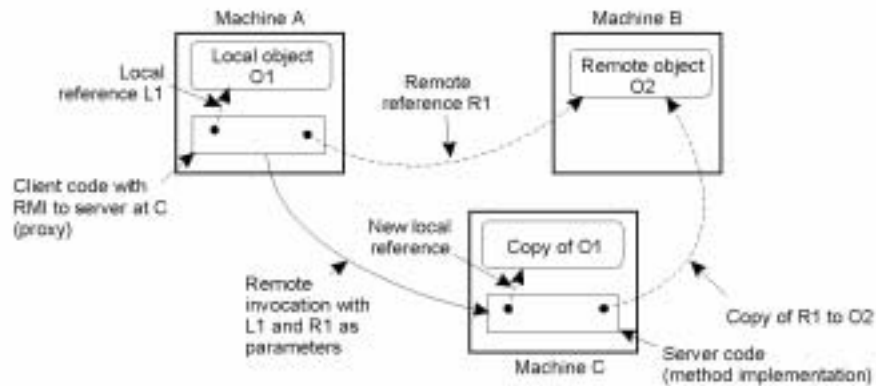 Machine A
Machine B
Local object
O1
Remote object
O2
Local
reference L1
Remote
reference R1
Client code with
RMI to server at C
(proxy)
New local
reference
Copy of O1
Remote
invocation with
L1 and R1 as
parameters
Copy of R1 to O2
Machine C
Server code
(method implementation)